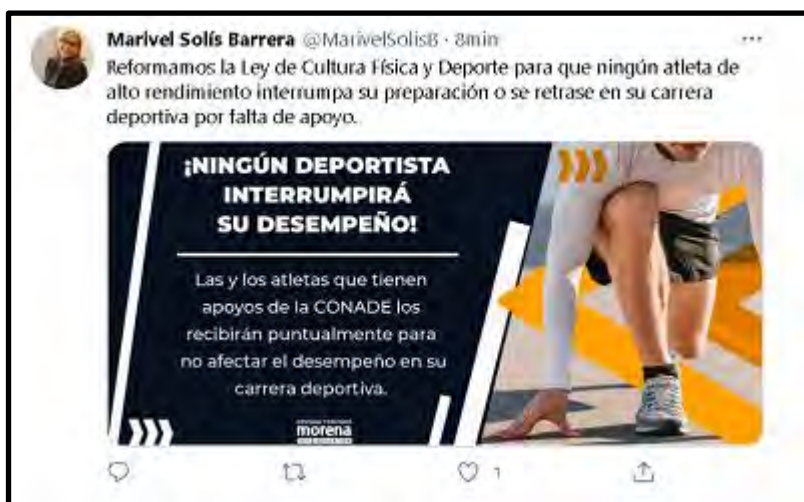 Marivel Solís Barrera @MarivelSolisB · 8min
Reformamos la Ley de Cultura Física y Deporte para que ningún atleta de
alto rendimiento interrumpa su preparación o se retrase en su carrera
deportiva por falta de apoyo.
¡NINGÚN DEPORTISTA
INTERRUMPIRÁ
SU DESEMPEÑO!
Las y los atletas que tienen
apoyos de la CONADE los
recibirán puntualmente para
no afectar el desempeño en su
carrera deportiva.
morena
1